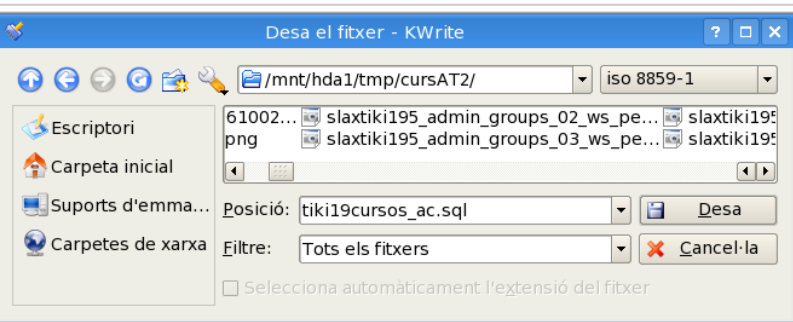 Desa el fitxer - KWrite
/mnt/hda1/tmp/cursAT2/ iso 8859-1
Escriptori
Carpeta inicial
Suports d'emma...
Carpetes de xarxa
61002... slaxtiki195_admin_groups_02_ws_pe... slaxtiki195
png slaxtiki195_admin_groups_03_ws_pe... slaxtiki195
Posició: tiki19cursos_ac.sql Desa
Filtre: Tots els fitxers Cancel·la
Selecciona automàticament l'extensió del fitxer